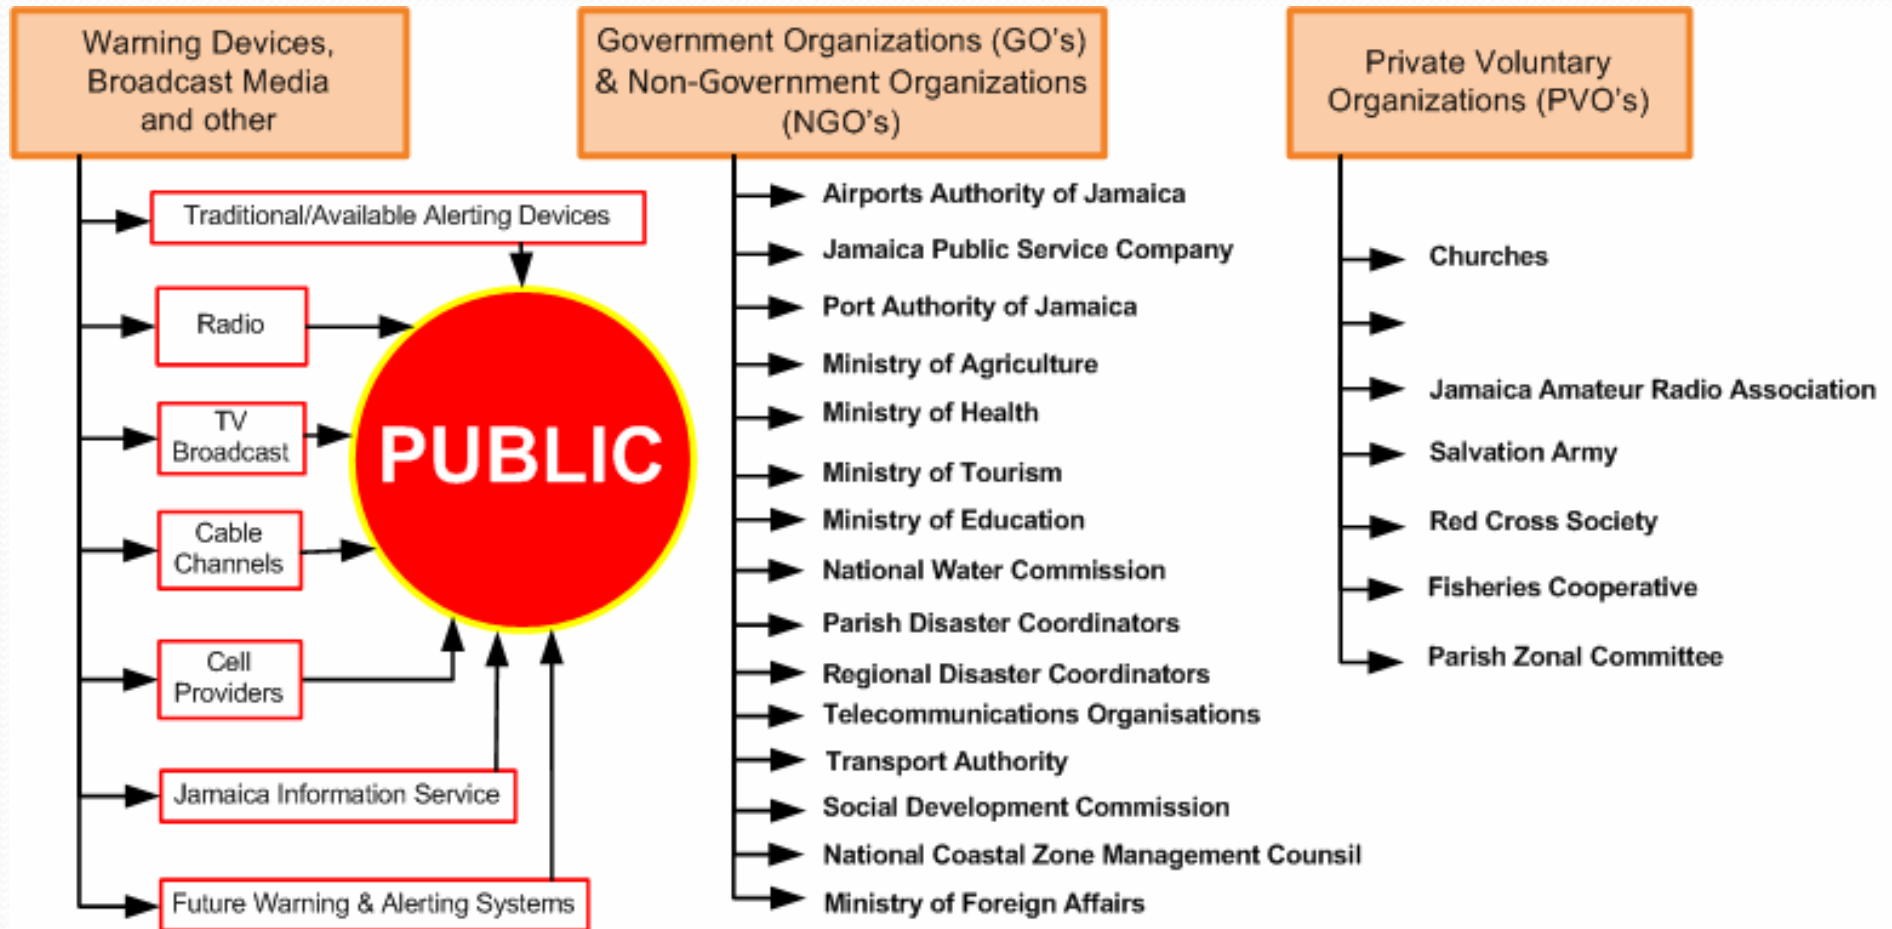 Warning Devices,
Broadcast Media
and other
Traditional/Available Alerting Devices
Radio
TV
Broadcast
Cable
Channels
Cell
Providers
Jamaica Information Service
Future Warning & Alerting Systems
PUBLIC
Government Organizations (GO's)
& Non-Government Organizations
(NGO's)
Airports Authority of Jamaica
Jamaica Public Service Company
Port Authority of Jamaica
Ministry of Agriculture
Ministry of Health
Ministry of Tourism
Ministry of Education
National Water Commission
Parish Disaster Coordinators
Regional Disaster Coordinators
Telecommunications Organisations
Transport Authority
Social Development Commission
National Coastal Zone Management Counsil
Ministry of Foreign Affairs
Private Voluntary
Organizations (PVO's)
Churches
Jamaica Amateur Radio Association
Salvation Army
Red Cross Society
Fisheries Cooperative
Parish Zonal Committee